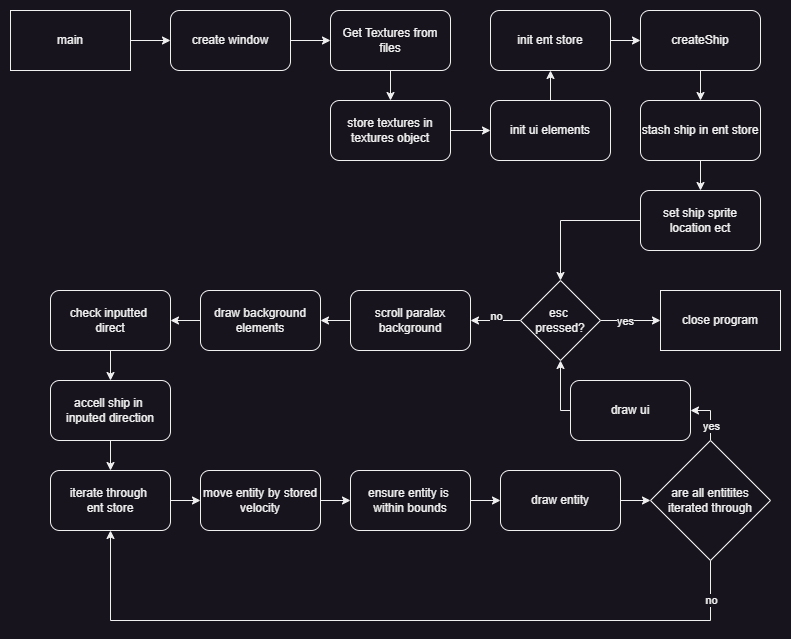 main
create window
Get Textures from
files
init ent store
createShip
store textures in
textures object
init ui elements
stash ship in ent store
set ship sprite
location ect
check inputted
direct
draw background
elements
scroll paralax
background
no
esc
pressed?
yes
close program
accell ship in
inputed direction
draw ui
yes
iterate through
ent store
move entity by stored
velocity
ensure entity is
within bounds
draw entity
are all entitites
iterated through
no